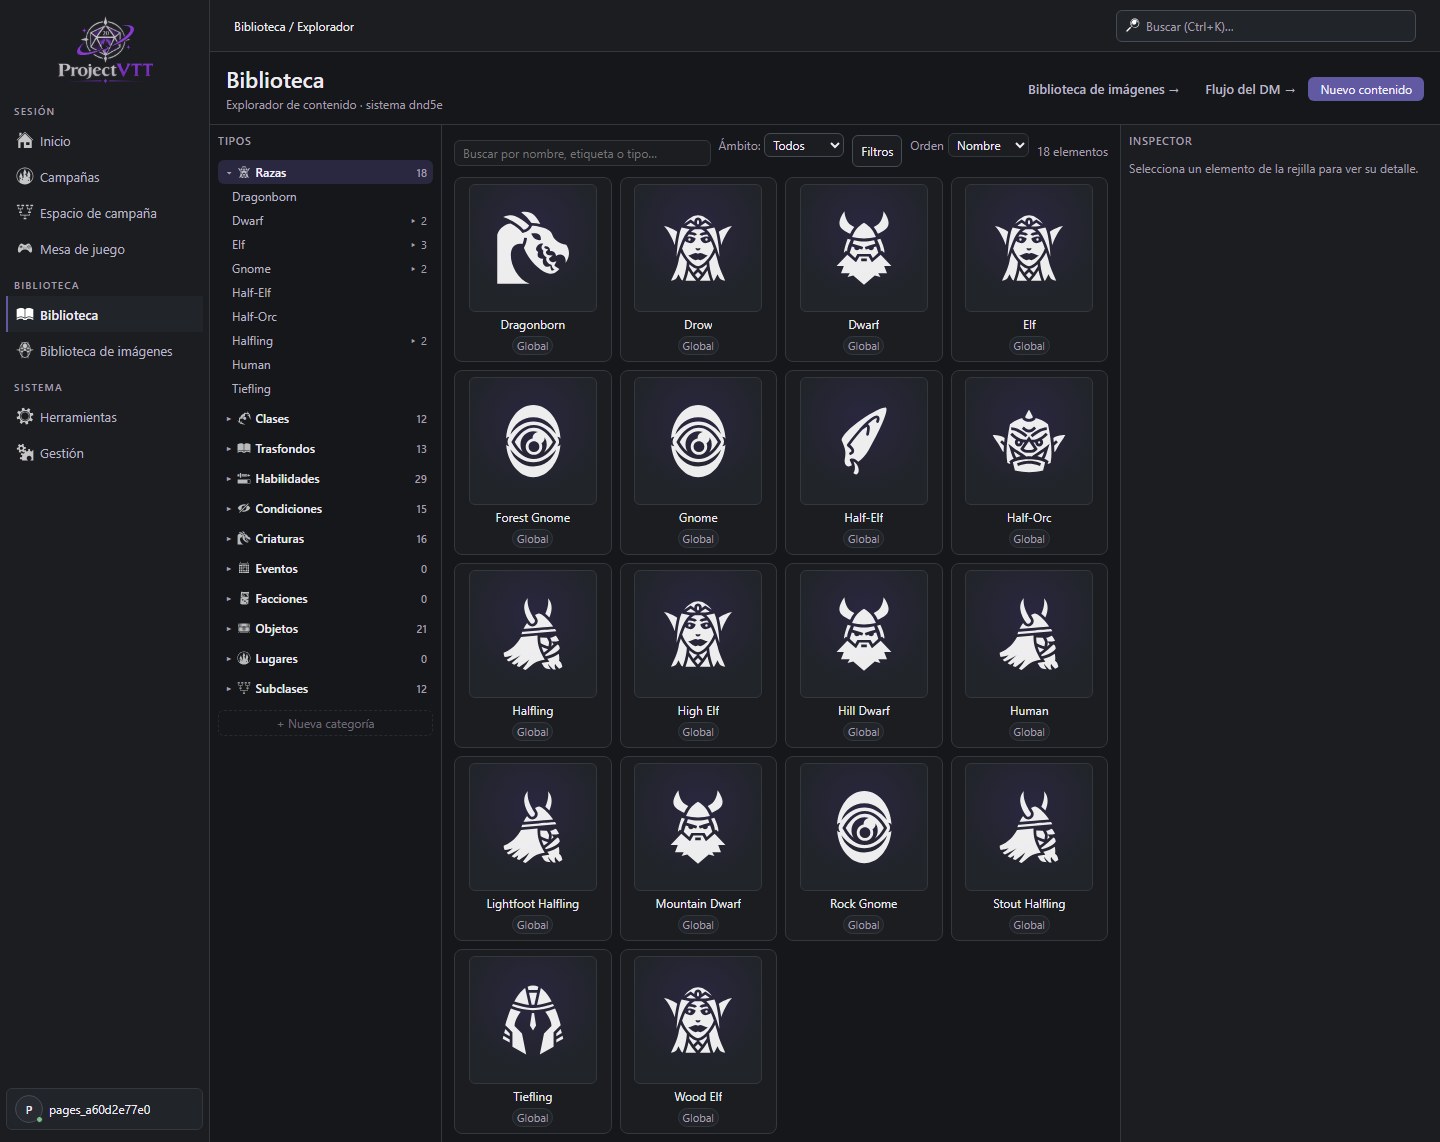 ProjectVTT
SESIÓN
Inicio
Campañas
Espacio de campaña
Mesa de juego
BIBLIOTECA
Biblioteca
Biblioteca de imágenes
SISTEMA
Herramientas
Gestión
P pages_a60d2e77e0
Biblioteca / Explorador
Buscar (Ctrl+K)...
Biblioteca
Explorador de contenido · sistema dnd5e
Biblioteca de imágenes →
Flujo del DM →
Nuevo contenido
TIPOS
Razas 18
Dragonborn
Dwarf 2
Elf 3
Gnome 2
Half-Elf
Half-Orc
Halfling 2
Human
Tiefling
Clases 12
Trasfondos 13
Habilidades 29
Condiciones 15
Criaturas 16
Eventos 0
Facciones 0
Objetos 21
Lugares 0
Subclases 12
+ Nueva categoría
Buscar por nombre, etiqueta o tipo...
Ámbito: Todos
Filtros
Orden Nombre
18 elementos
Dragonborn
Global
Drow
Global
Dwarf
Global
Elf
Global
Forest Gnome
Global
Gnome
Global
Half-Elf
Global
Half-Orc
Global
Halfling
Global
High Elf
Global
Hill Dwarf
Global
Human
Global
Lightfoot Halfling
Global
Mountain Dwarf
Global
Rock Gnome
Global
Stout Halfling
Global
Tiefling
Global
Wood Elf
Global
INSPECTOR
Selecciona un elemento de la rejilla para ver su detalle.